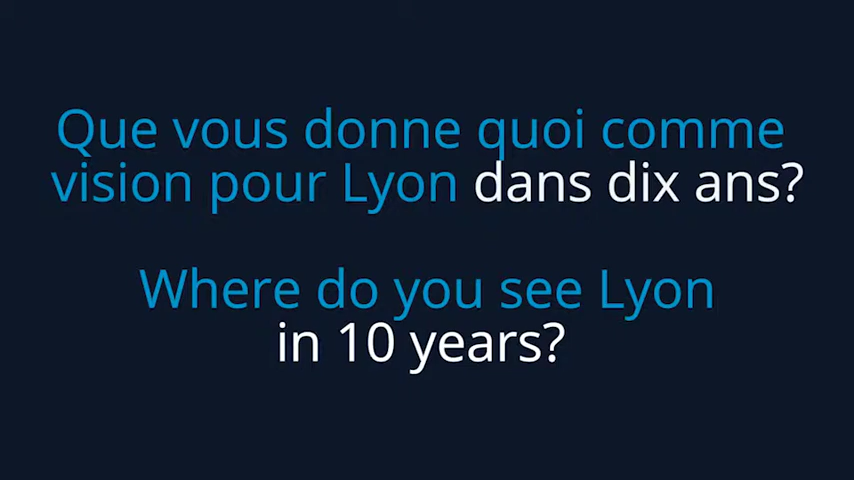 Que vous donne quoi comme
vision pour Lyon dans dix ans?
Where do you see Lyon
in 10 years?